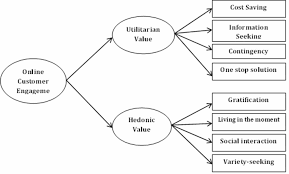 Online
Customer
Engageme
Utilitarian
Value
Hedonic
Value
Cost Saving
Information
Seeking
Contingency
One stop solution
Gratification
Living in the moment
Social interaction
Variety-seeking